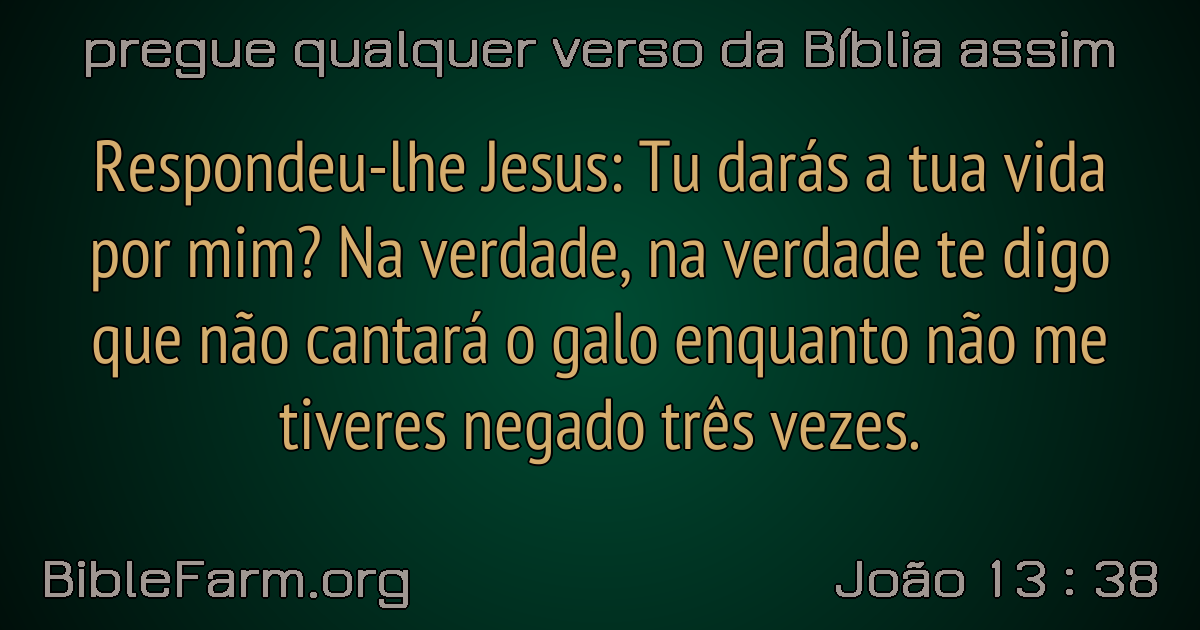 pregue qualquer verso da Bíblia assim
Respondeu-lhe Jesus: Tu darás a tua vida
por mim? Na verdade, na verdade te digo
que não cantará o galo enquanto não me
tiveres negado três vezes.
BibleFarm.org
João 13 : 38